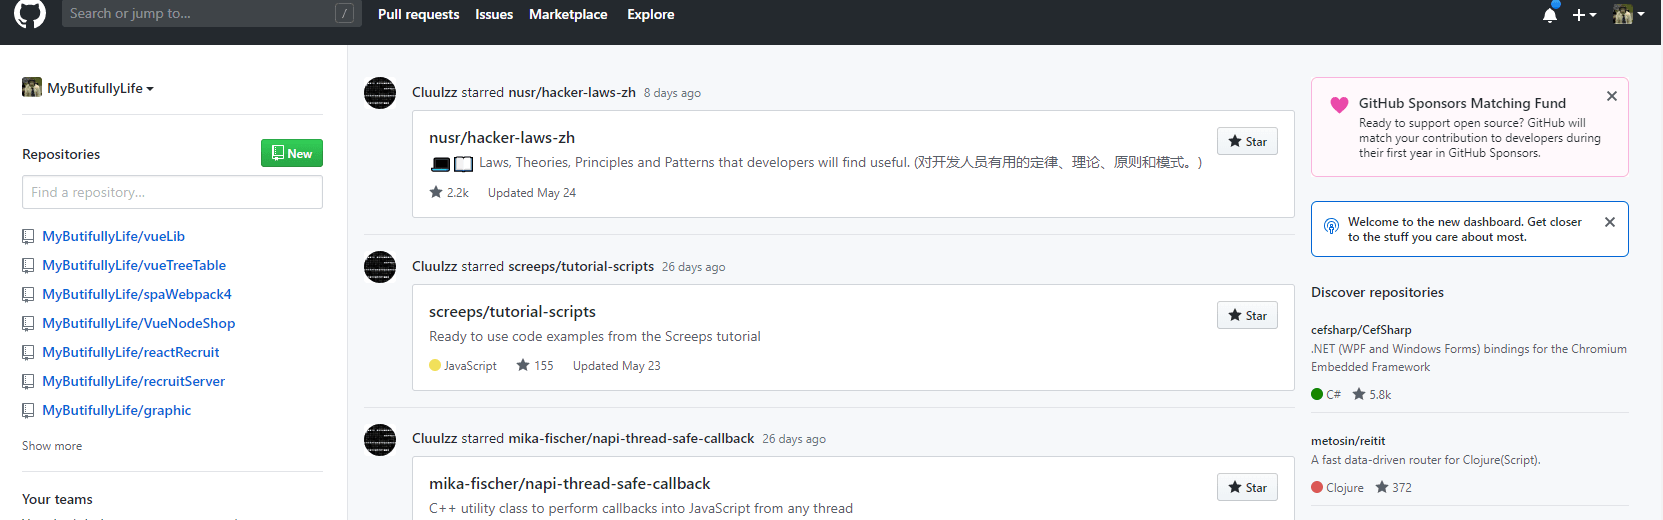 Search or jump to... /
Pull requests Issues Marketplace Explore
MyButifullyLife
Repositories
New
Find a repository...
MyButifullyLife/vueLib
MyButifullyLife/vueTreeTable
MyButifullyLife/spaWebpack4
MyButifullyLife/VueNodeShop
MyButifullyLife/reactRecruit
MyButifullyLife/recruitServer
MyButifullyLife/graphic
Show more
Your teams
Cluulzz starred nusr/hacker-laws-zh 8 days ago
nusr/hacker-laws-zh
Star
Laws, Theories, Principles and Patterns that developers will find useful. (对开发人员有用的定律、理论、原则和模式。)
2.2k Updated May 24
Cluulzz starred screeps/tutorial-scripts 26 days ago
screeps/tutorial-scripts
Star
Ready to use code examples from the Screeps tutorial
JavaScript 155 Updated May 23
Cluulzz starred mika-fischer/napi-thread-safe-callback 26 days ago
mika-fischer/napi-thread-safe-callback
Star
C++ utility class to perform callbacks into JavaScript from any thread
GitHub Sponsors Matching Fund
Ready to support open source? GitHub will
match your contribution to developers during
their first year in GitHub Sponsors.
Welcome to the new dashboard. Get closer
to the stuff you care about most.
Discover repositories
cefsharp/CefSharp
.NET (WPF and Windows Forms) bindings for the Chromium
Embedded Framework
C# 5.8k
metosin/reitit
A fast data-driven router for Clojure(Script).
Clojure 372